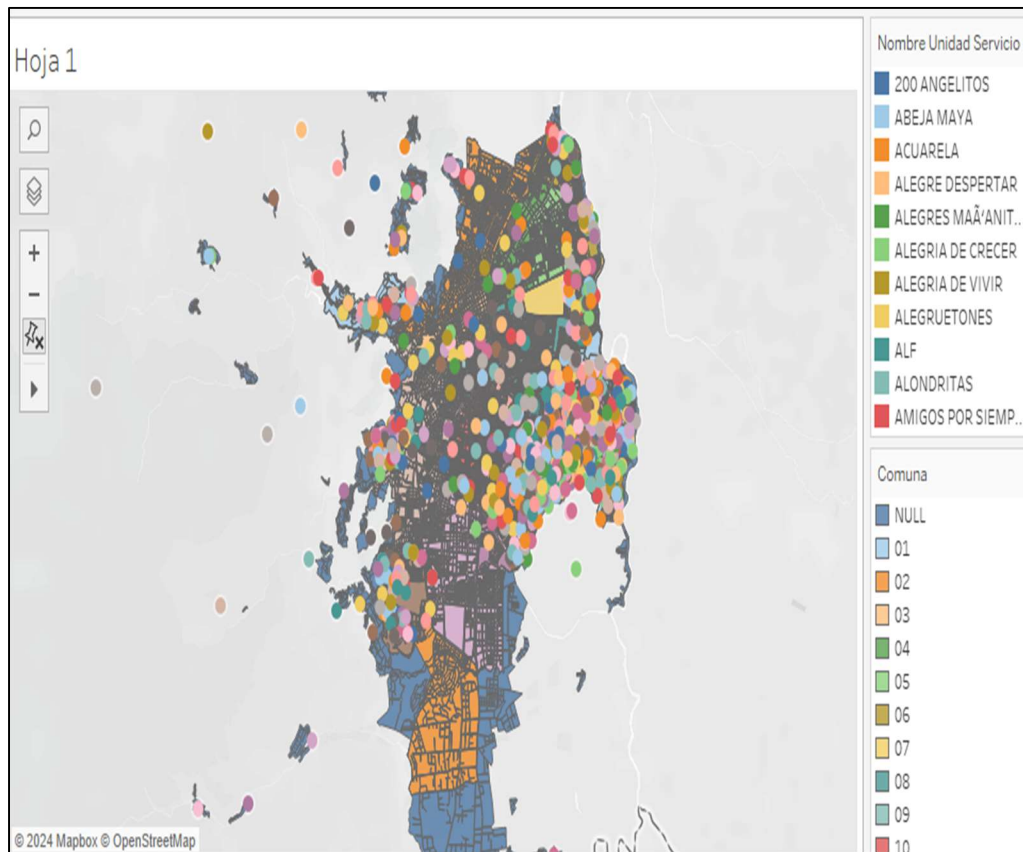 Hoja 1
Nombre Unidad Servicio
200 ANGELITOS
ABEJA MAYA
ACUARELA
ALEGRE DESPERTAR
ALEGRES MAÃ‘ANIT..
ALEGRIA DE CRECER
ALEGRIA DE VIVIR
ALEGRUETONES
ALF
ALONDRITAS
AMIGOS POR SIEMP..
Comuna
NULL
01
02
03
04
05
06
07
08
09
10
© 2024 Mapbox © OpenStreetMap